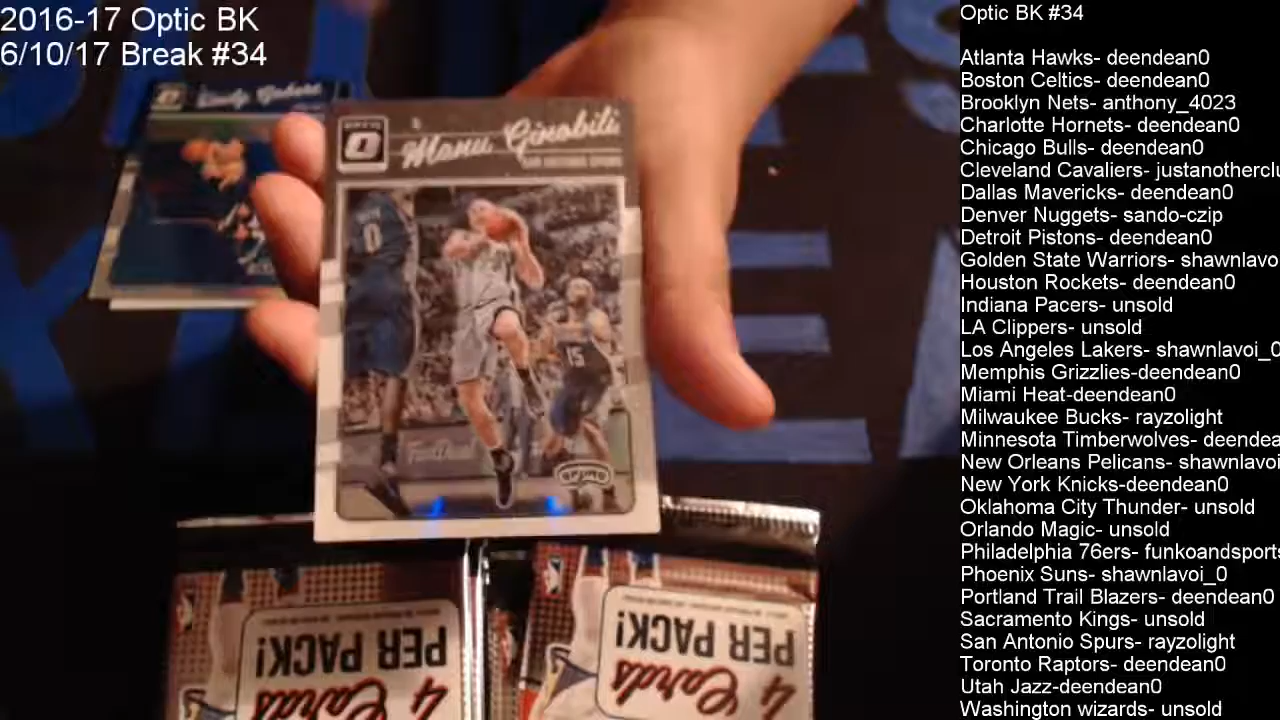 2016-17 Optic BK
6/10/17 Break #34
Manu Ginobili
SPURS
0
15
PER PACK!
4 Cards
PER PACK!
Cards
Optic BK #34
Atlanta Hawks- deendean0
Boston Celtics- deendean0
Brooklyn Nets- anthony_4023
Charlotte Hornets- deendean0
Chicago Bulls- deendean0
Cleveland Cavaliers- justanotherclu
Dallas Mavericks- deendean0
Denver Nuggets- sando-czip
Detroit Pistons- deendean0
Golden State Warriors- shawnlavo
Houston Rockets- deendean0
Indiana Pacers- unsold
LA Clippers- unsold
Los Angeles Lakers- shawnlavoi_0
Memphis Grizzlies-deendean0
Miami Heat-deendean0
Milwaukee Bucks- rayzolight
Minnesota Timberwolves- deendea
New Orleans Pelicans- shawnlavoi
New York Knicks-deendean0
Oklahoma City Thunder- unsold
Orlando Magic- unsold
Philadelphia 76ers- funkoandsports
Phoenix Suns- shawnlavoi_0
Portland Trail Blazers- deendean0
Sacramento Kings- unsold
San Antonio Spurs- rayzolight
Toronto Raptors- deendean0
Utah Jazz-deendean0
Washington wizards- unsold